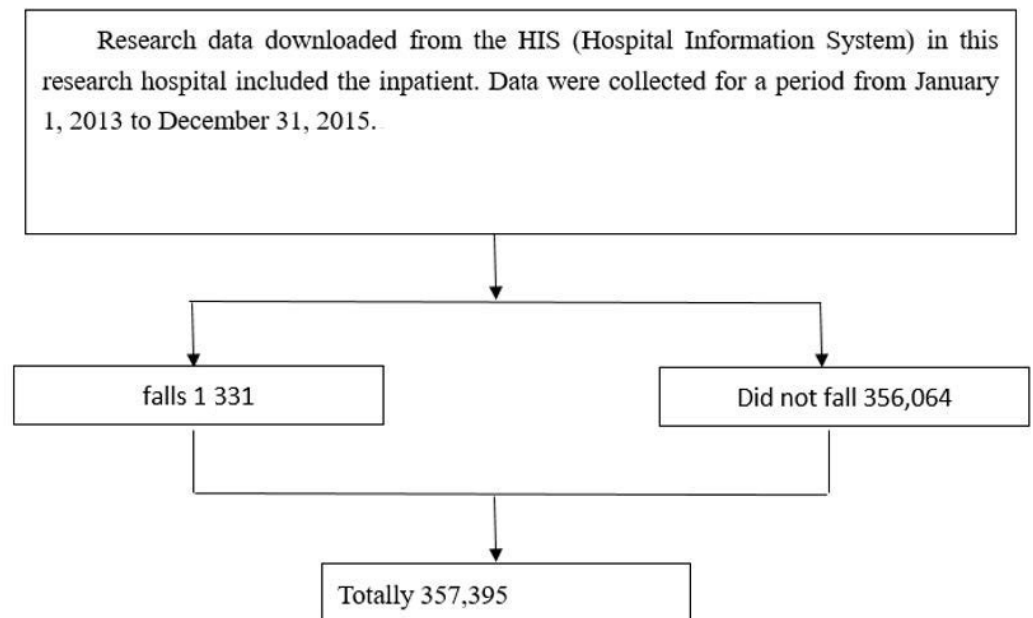 Research data downloaded from the HIS (Hospital Information System) in this
research hospital included the inpatient. Data were collected for a period from January
1, 2013 to December 31, 2015.
falls 1 331
Did not fall 356,064
Totally 357,395